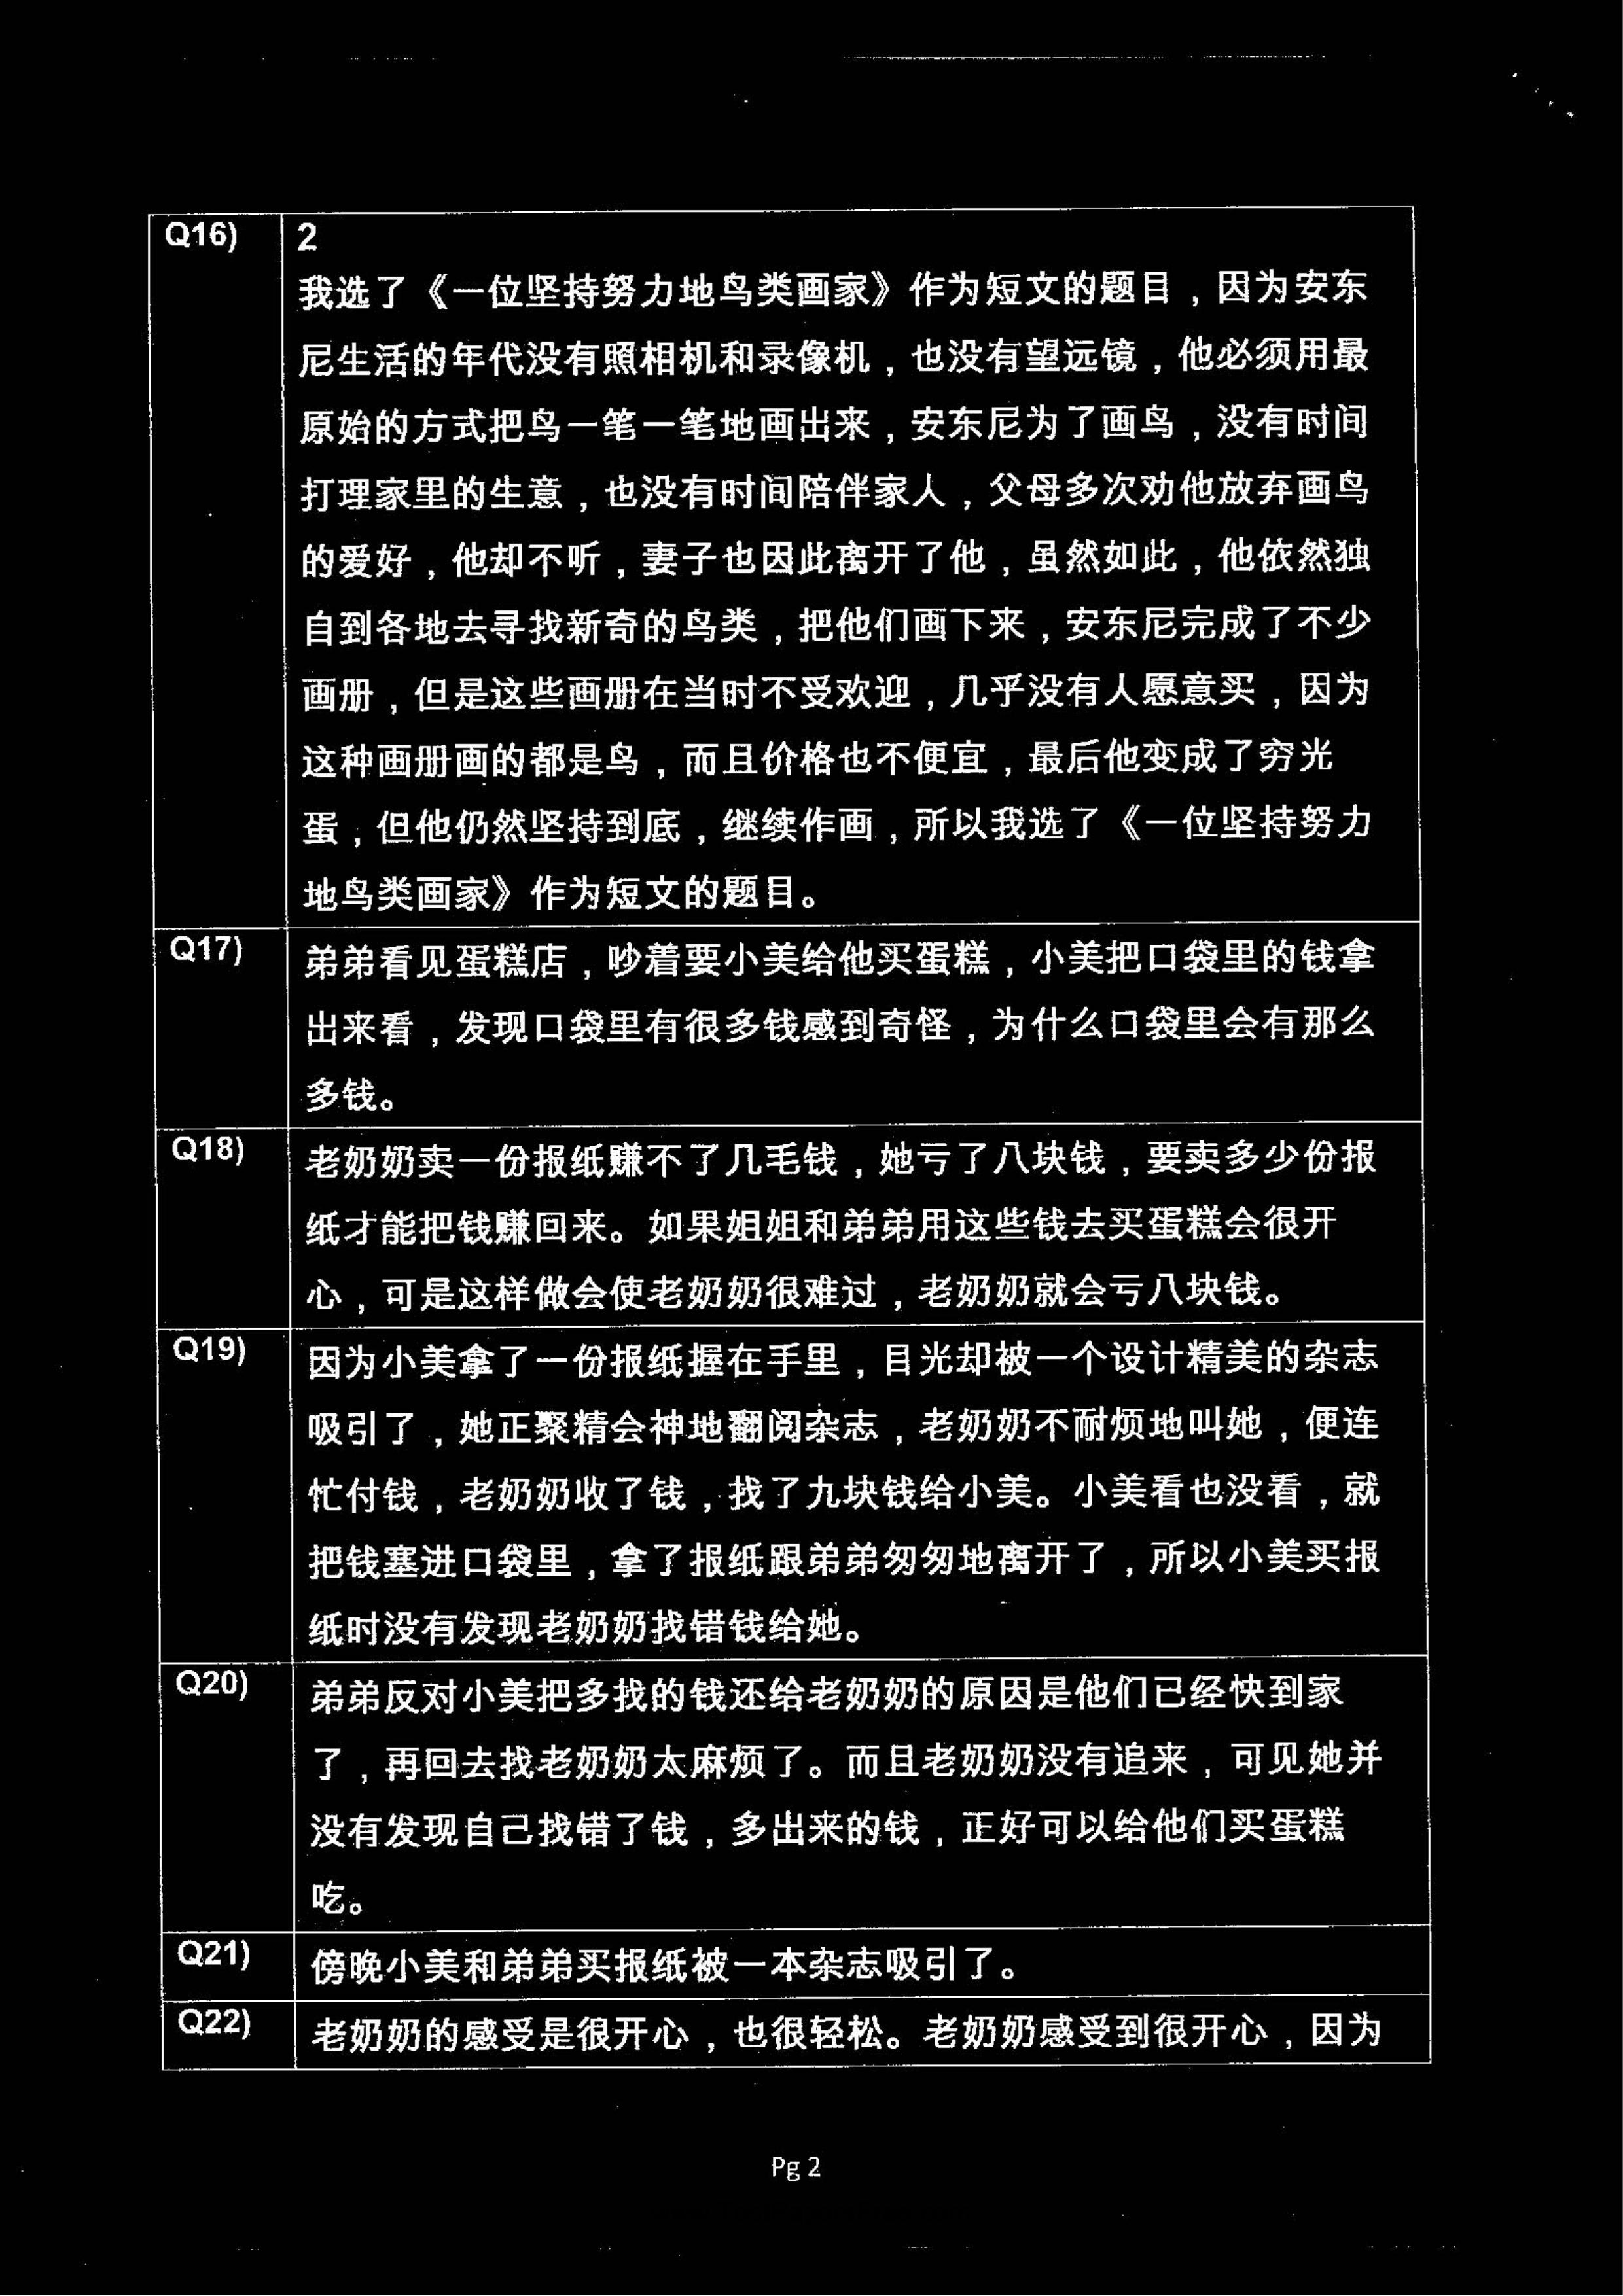 Q16) 2
我选了《一位坚持努力地鸟类画家》作为短文的题目，因为安东
尼生活的年代没有照相机和录像机，也没有望远镜，他必须用最
原始的方式把鸟一笔一笔地画出来，安东尼为了画鸟，没有时间
打理家里的生意，也没有时间陪伴家人，父母多次劝他放弃画鸟
的爱好，他却不听，妻子也因此离开了他，虽然如此，他依然独
自到各地去寻找新奇的鸟类，把他们画下来，安东尼完成了不少
画册，但是这些画册在当时不受欢迎，几乎没有人愿意买，因为
这种画册画的都是鸟，而且价格也不便宜，最后他变成了穷光
蛋，但他仍然坚持到底，继续作画，所以我选了《一位坚持努力
地鸟类画家》作为短文的题目。
Q17) 弟弟看见蛋糕店，吵着要小美给他买蛋糕，小美把口袋里的钱拿
出来看，发现口袋里有很多钱感到奇怪，为什么口袋里会有那么
多钱。
Q18) 老奶奶卖一份报纸赚不了几毛钱，她亏了八块钱，要卖多少份报
纸才能把钱赚回来。如果姐姐和弟弟用这些钱去买蛋糕会很开
心，可是这样做会使老奶奶很难过，老奶奶就会亏八块钱。
Q19) 因为小美拿了一份报纸握在手里，目光却被一个设计精美的杂志
吸引了，她正聚精会神地翻阅杂志，老奶奶不耐烦地叫她，便连
忙付钱，老奶奶收了钱，找了九块钱给小美。小美看也没看，就
把钱塞进口袋里，拿了报纸跟弟弟匆匆地离开了，所以小美买报
纸时没有发现老奶奶找错钱给她。
Q20) 弟弟反对小美把多找的钱还给老奶奶的原因是他们已经快到家
了，再回去找老奶奶太麻烦了。而且老奶奶没有追来，可见她并
没有发现自己找错了钱，多出来的钱，正好可以给他们买蛋糕
吃。
Q21) 傍晚小美和弟弟买报纸被一本杂志吸引了。
Q22) 老奶奶的感受是很开心，也很轻松。老奶奶感受到很开心，因为
Pg 2